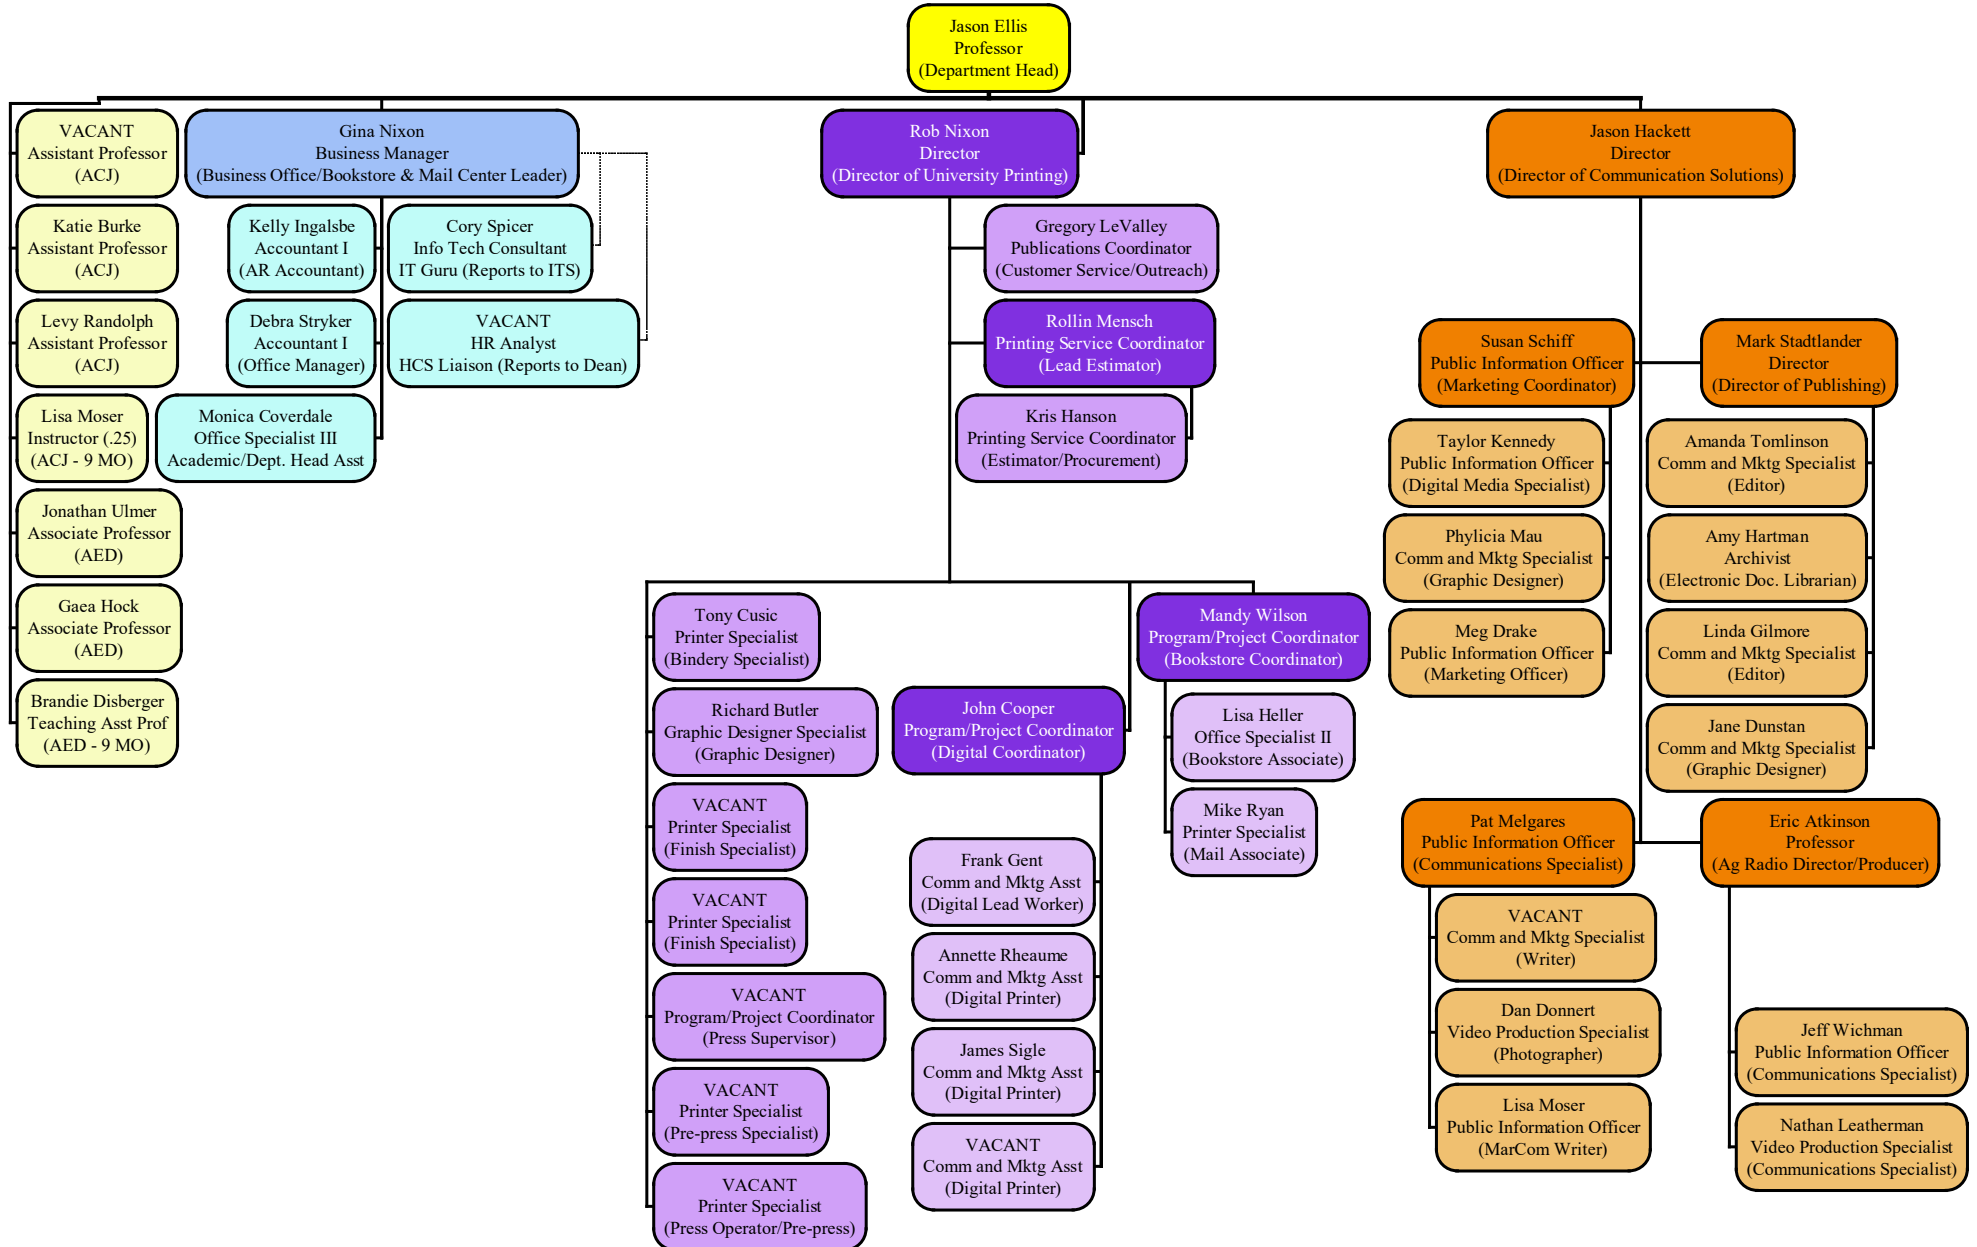 Jason Ellis
Professor
(Department Head)
VACANT
Assistant Professor
(ACJ)
Katie Burke
Assistant Professor
(ACJ)
Levy Randolph
Assistant Professor
(ACJ)
Lisa Moser
Instructor (.25)
(ACJ - 9 MO)
Jonathan Ulmer
Associate Professor
(AED)
Gaea Hock
Associate Professor
(AED)
Brandie Disberger
Teaching Asst Prof
(AED - 9 MO)
Gina Nixon
Business Manager
(Business Office/Bookstore & Mail Center Leader)
Kelly Ingalsbe
Accountant I
(AR Accountant)
Cory Spicer
Info Tech Consultant
IT Guru (Reports to ITS)
Debra Stryker
Accountant I
(Office Manager)
VACANT
HR Analyst
HCS Liaison (Reports to Dean)
Monica Coverdale
Office Specialist III
Academic/Dept. Head Asst
Rob Nixon
Director
(Director of University Printing)
Gregory LeValley
Publications Coordinator
(Customer Service/Outreach)
Rollin Mensch
Printing Service Coordinator
(Lead Estimator)
Kris Hanson
Printing Service Coordinator
(Estimator/Procurement)
Tony Cusic
Printer Specialist
(Bindery Specialist)
Richard Butler
Graphic Designer Specialist
(Graphic Designer)
VACANT
Printer Specialist
(Finish Specialist)
VACANT
Printer Specialist
(Finish Specialist)
VACANT
Program/Project Coordinator
(Press Supervisor)
VACANT
Printer Specialist
(Pre-press Specialist)
VACANT
Printer Specialist
(Press Operator/Pre-press)
John Cooper
Program/Project Coordinator
(Digital Coordinator)
Frank Gent
Comm and Mktg Asst
(Digital Lead Worker)
Annette Rheaume
Comm and Mktg Asst
(Digital Printer)
James Sigle
Comm and Mktg Asst
(Digital Printer)
VACANT
Comm and Mktg Asst
(Digital Printer)
Mandy Wilson
Program/Project Coordinator
(Bookstore Coordinator)
Lisa Heller
Office Specialist II
(Bookstore Associate)
Mike Ryan
Printer Specialist
(Mail Associate)
Jason Hackett
Director
(Director of Communication Solutions)
Susan Schiff
Public Information Officer
(Marketing Coordinator)
Taylor Kennedy
Public Information Officer
(Digital Media Specialist)
Phylicia Mau
Comm and Mktg Specialist
(Graphic Designer)
Meg Drake
Public Information Officer
(Marketing Officer)
Mark Stadtlander
Director
(Director of Publishing)
Amanda Tomlinson
Comm and Mktg Specialist
(Editor)
Amy Hartman
Archivist
(Electronic Doc. Librarian)
Linda Gilmore
Comm and Mktg Specialist
(Editor)
Jane Dunstan
Comm and Mktg Specialist
(Graphic Designer)
Pat Melgares
Public Information Officer
(Communications Specialist)
VACANT
Comm and Mktg Specialist
(Writer)
Dan Donnert
Video Production Specialist
(Photographer)
Lisa Moser
Public Information Officer
(MarCom Writer)
Eric Atkinson
Professor
(Ag Radio Director/Producer)
Jeff Wichman
Public Information Officer
(Communications Specialist)
Nathan Leatherman
Video Production Specialist
(Communications Specialist)